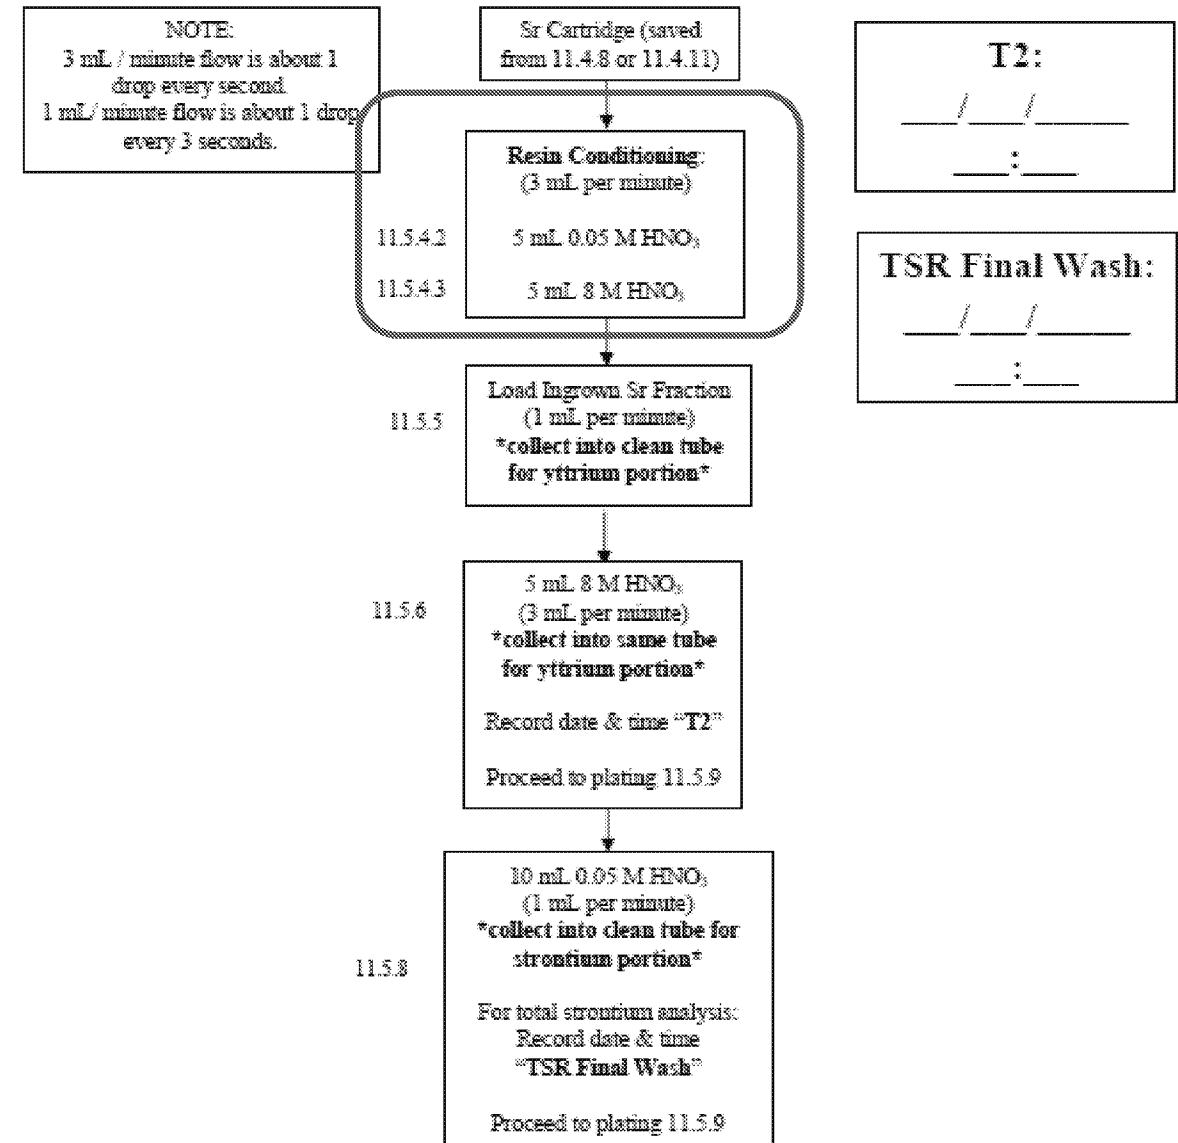 NOTE:
3 mL / minute flow is about 1
drop every second.
1 mL/ minute flow is about 1 drop
every 3 seconds.
Sr Cartridge (saved
from 11.4.8 or 11.4.11)
T2:
___/___/_____
___:___
Resin Conditioning:
(3 mL per minute)
11.5.4.2 5 mL 0.05 M HNO₃
11.5.4.3 5 mL 8 M HNO₃
TSR Final Wash:
___/___/_____
___:___
11.5.5
Load Ingrown Sr Fraction
(1 mL per minute)
*collect into clean tube
for yttrium portion*
11.5.6
5 mL 8 M HNO₃
(3 mL per minute)
*collect into same tube
for yttrium portion*
Record date & time “T2”
Proceed to plating 11.5.9
11.5.8
10 mL 0.05 M HNO₃
(1 mL per minute)
*collect into clean tube for
strontium portion*
For total strontium analysis:
Record date & time
“TSR Final Wash”
Proceed to plating 11.5.9